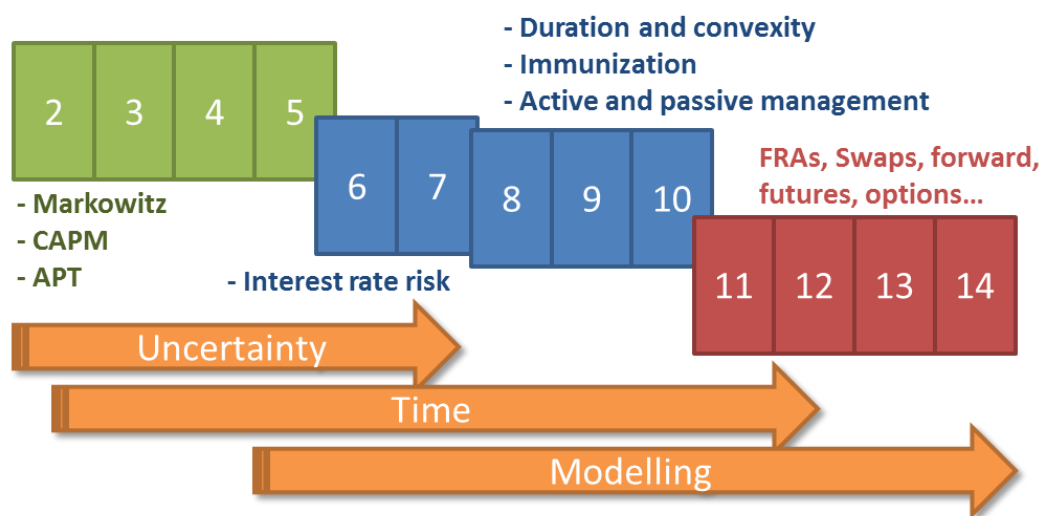 - Duration and convexity
- Immunization
- Active and passive management
2 3 4 5
6 7
8 9 10
FRAs, Swaps, forward,
futures, options…
- Markowitz
- CAPM
- APT
- Interest rate risk
11 12 13 14
Uncertainty
Time
Modelling